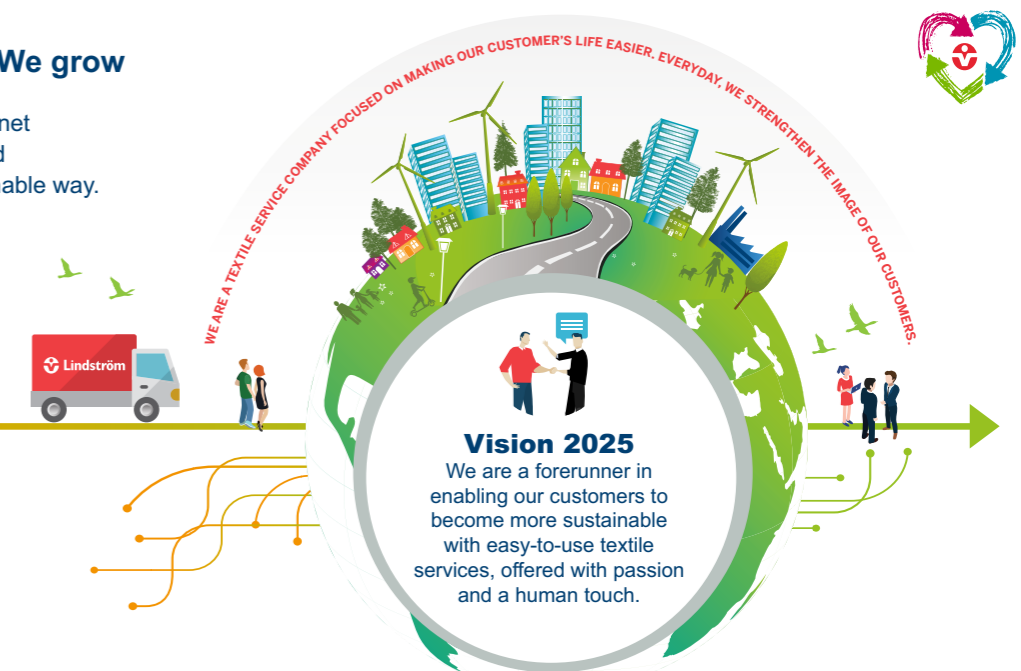 We grow
net
d
nable way.
WE ARE A TEXTILE SERVICE COMPANY FOCUSED ON MAKING OUR CUSTOMER'S LIFE EASIER. EVERYDAY, WE STRENGTHEN THE IMAGE OF OUR CUSTOMERS.
Lindström
Vision 2025
We are a forerunner in
enabling our customers to
become more sustainable
with easy-to-use textile
services, offered with passion
and a human touch.